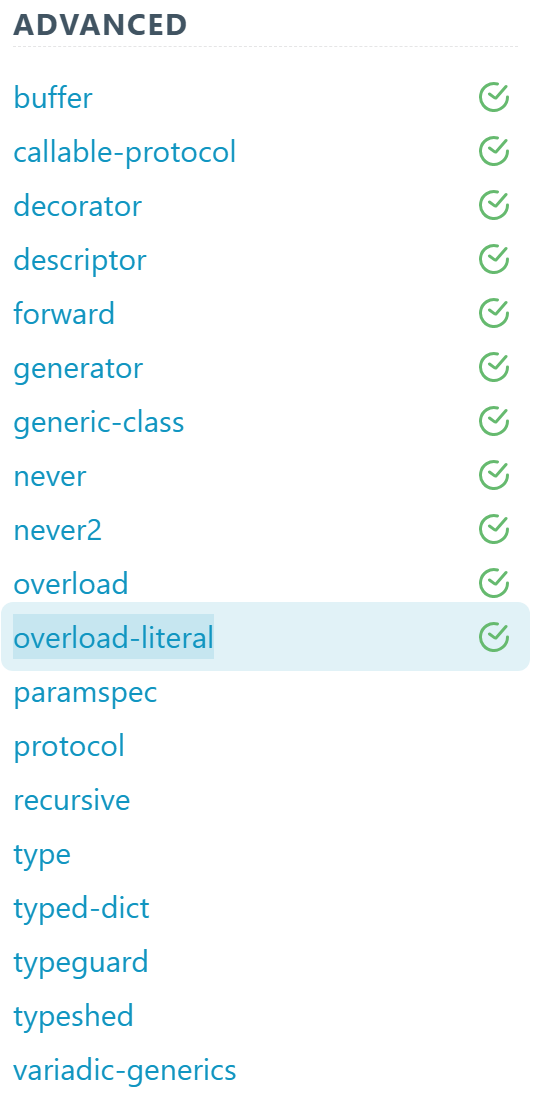 ADVANCED
buffer
callable-protocol
decorator
descriptor
forward
generator
generic-class
never
never2
overload
overload-literal
paramspec
protocol
recursive
type
typed-dict
typeguard
typeshed
variadic-generics